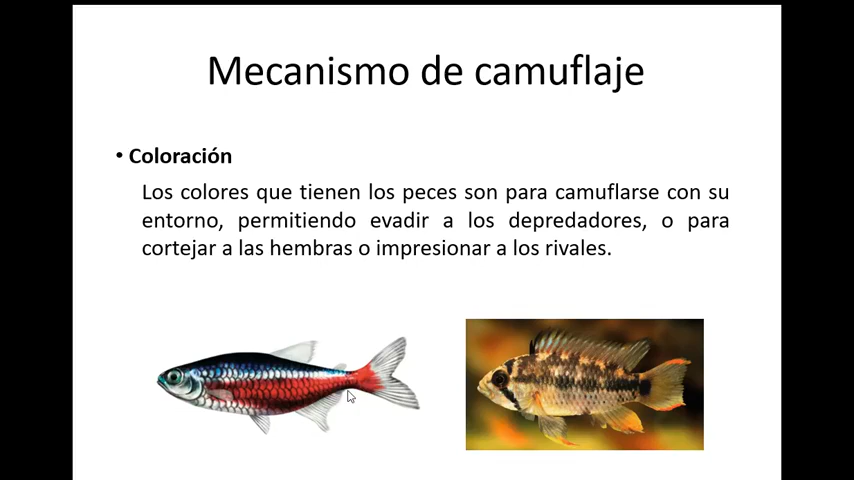 Mecanismo de camuflaje
• Coloración
Los colores que tienen los peces son para camuflarse con su
entorno, permitiendo evadir a los depredadores, o para
cortejar a las hembras o impresionar a los rivales.